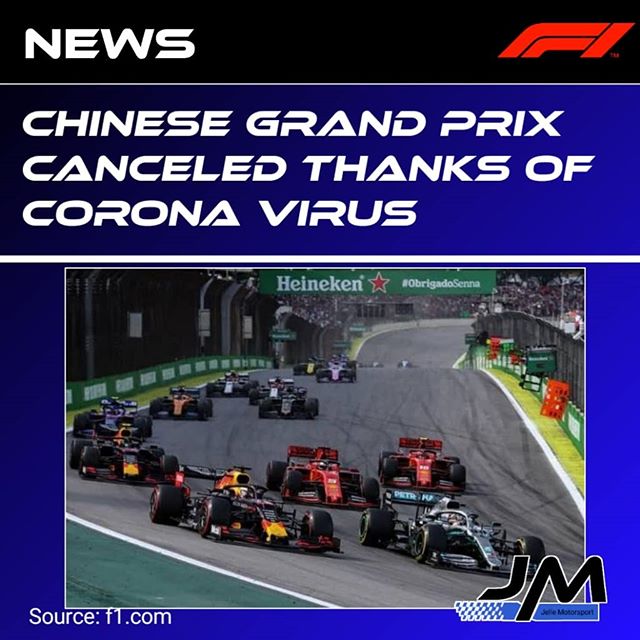 NEWS
F1
CHINESE GRAND PRIX
CANCELED THANKS OF
CORONA VIRUS
Heineken #ObrigadoSenna
PETRONAS
JM
Jelle Motorsport
Source: f1.com